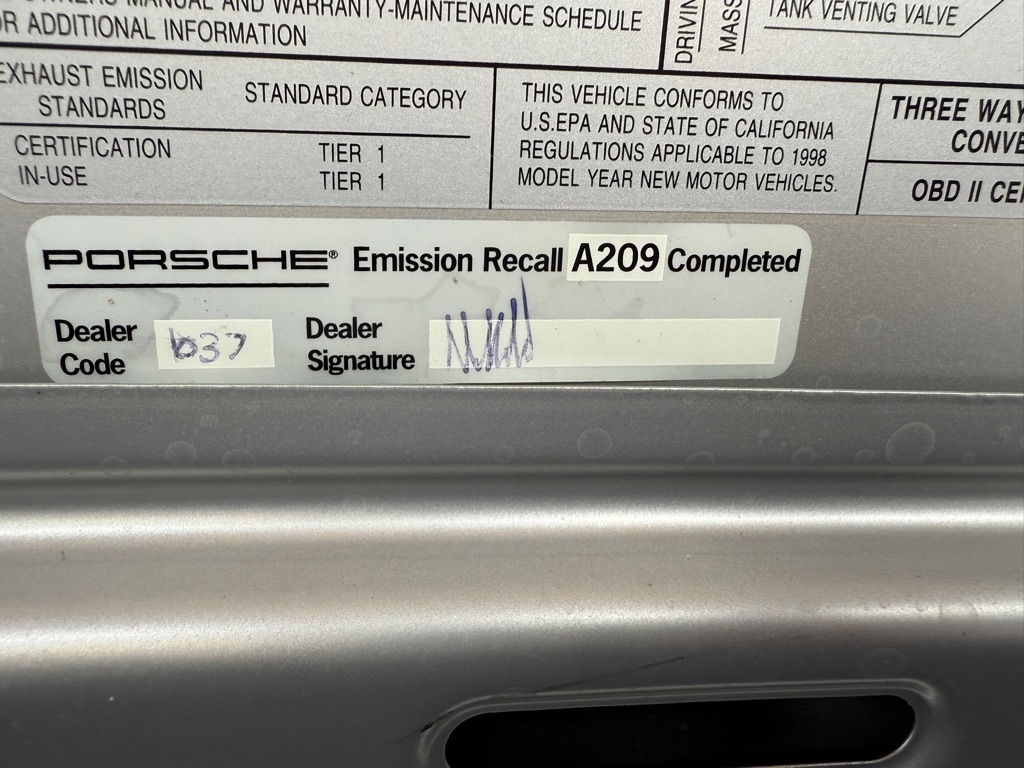 OWNERS MANUAL AND WARRANTY-MAINTENANCE SCHEDULE
OR ADDITIONAL INFORMATION
DRIVIN
MASS
TANK VENTING VALVE
EXHAUST EMISSION
STANDARDS
STANDARD CATEGORY
CERTIFICATION TIER 1
IN-USE TIER 1
THIS VEHICLE CONFORMS TO
U.S.EPA AND STATE OF CALIFORNIA
REGULATIONS APPLICABLE TO 1998
MODEL YEAR NEW MOTOR VEHICLES.
THREE WAY
CONVE
OBD II CE
PORSCHE® Emission Recall A209 Completed
Dealer
Code
637
Dealer
Signature